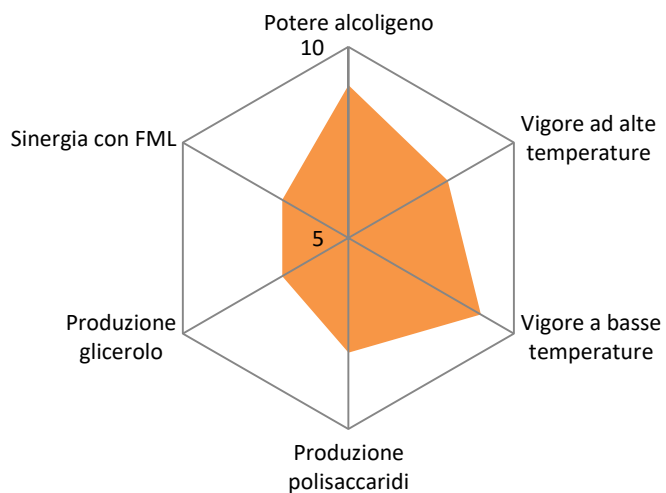 Potere alcoligeno
10
Vigore ad alte
temperature
Sinergia con FML
5
Vigore a basse
temperature
Produzione
glicerolo
Produzione
polisaccaridi